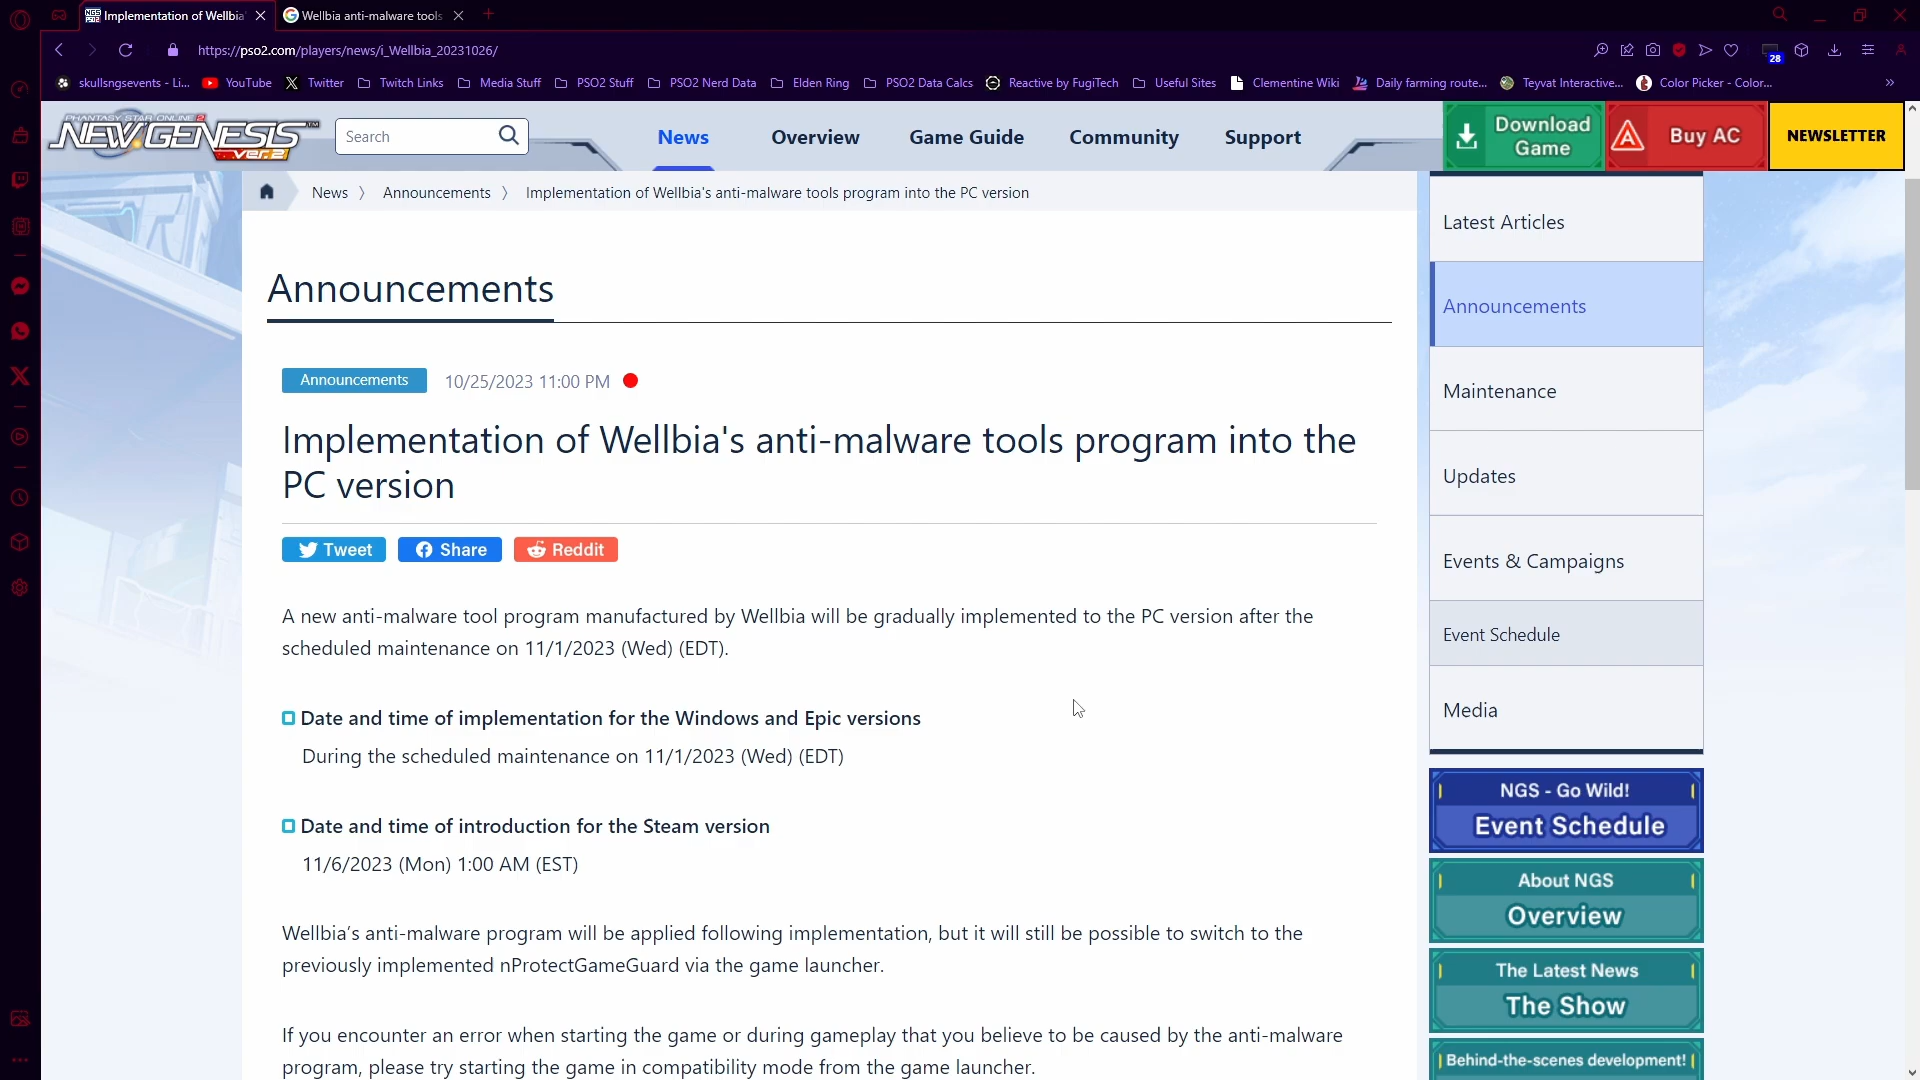 Implementation of Wellbia'
Wellbia anti-malware tools
https://pso2.com/players/news/i_Wellbia_20231026/
28
skullsngsevents - Li...
YouTube
Twitter
Twitch Links
Media Stuff
PSO2 Stuff
PSO2 Nerd Data
Elden Ring
PSO2 Data Calcs
Reactive by FugiTech
Useful Sites
Clementine Wiki
Daily farming route...
Teyvat Interactive...
Color Picker - Color...
PHANTASY STAR ONLINE 2
NEW GENESIS
ver.2
Search
News
Overview
Game Guide
Community
Support
Download
Game
Buy AC
NEWSLETTER
News
Announcements
Implementation of Wellbia's anti-malware tools program into the PC version
Announcements
Announcements
10/25/2023 11:00 PM
Implementation of Wellbia's anti-malware tools program into the
PC version
Tweet
Share
Reddit
A new anti-malware tool program manufactured by Wellbia will be gradually implemented to the PC version after the
scheduled maintenance on 11/1/2023 (Wed) (EDT).
Date and time of implementation for the Windows and Epic versions
During the scheduled maintenance on 11/1/2023 (Wed) (EDT)
Date and time of introduction for the Steam version
11/6/2023 (Mon) 1:00 AM (EST)
Wellbia’s anti-malware program will be applied following implementation, but it will still be possible to switch to the
previously implemented nProtectGameGuard via the game launcher.
If you encounter an error when starting the game or during gameplay that you believe to be caused by the anti-malware
program, please try starting the game in compatibility mode from the game launcher.
Latest Articles
Announcements
Maintenance
Updates
Events & Campaigns
Event Schedule
Media
NGS - Go Wild!
Event Schedule
About NGS
Overview
The Latest News
The Show
Behind-the-scenes development!